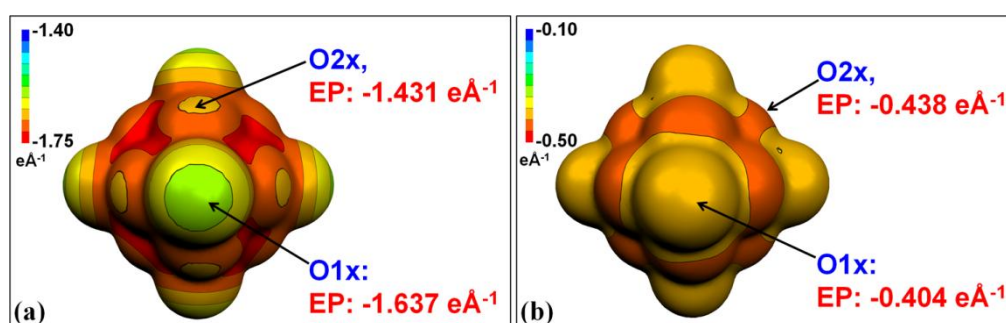 -1.40
-1.75
eÅ⁻¹
O2x,
EP: -1.431 eÅ⁻¹
O1x:
EP: -1.637 eÅ⁻¹
(a)
-0.10
-0.50
eÅ⁻¹
O2x,
EP: -0.438 eÅ⁻¹
O1x:
EP: -0.404 eÅ⁻¹
(b)